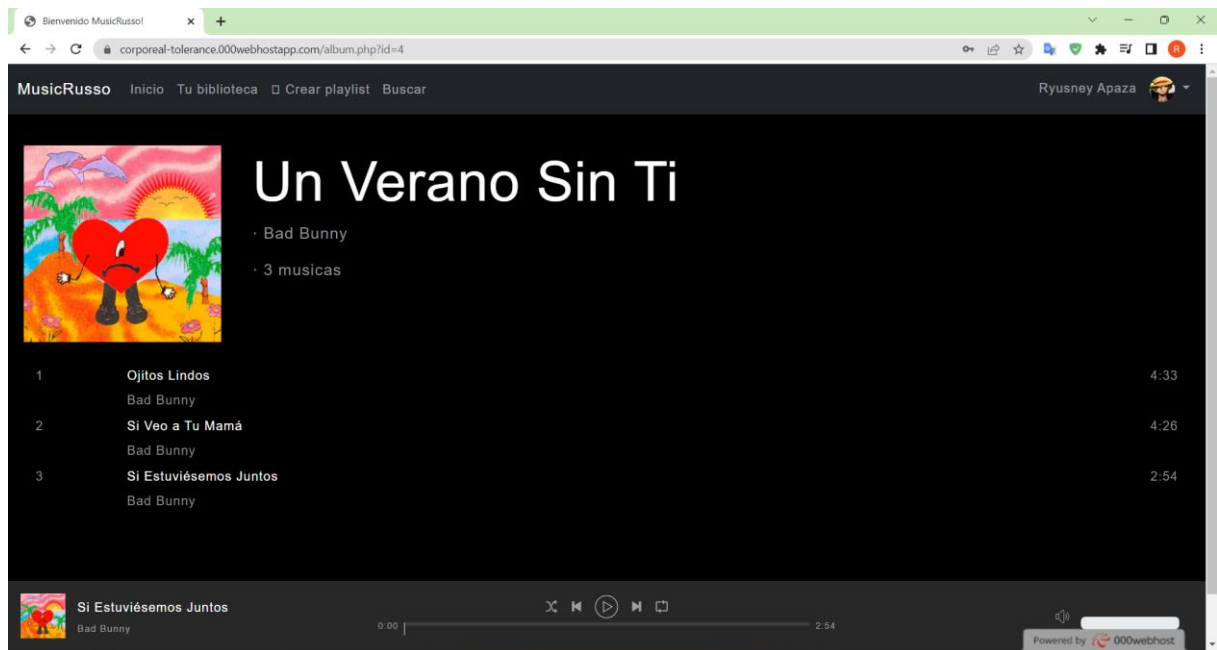 Bienvenido MusicRusso!
corporeal-tolerance.000webhostapp.com/album.php?id=4
R
MusicRusso Inicio Tu biblioteca Crear playlist Buscar Ryusney Apaza
Un Verano Sin Ti
· Bad Bunny
· 3 musicas
1 Ojitos Lindos 4:33
Bad Bunny
2 Si Veo a Tu Mamá 4:26
Bad Bunny
3 Si Estuviésemos Juntos 2:54
Bad Bunny
Si Estuviésemos Juntos
Bad Bunny
0:00 2:54
Powered by 000webhost